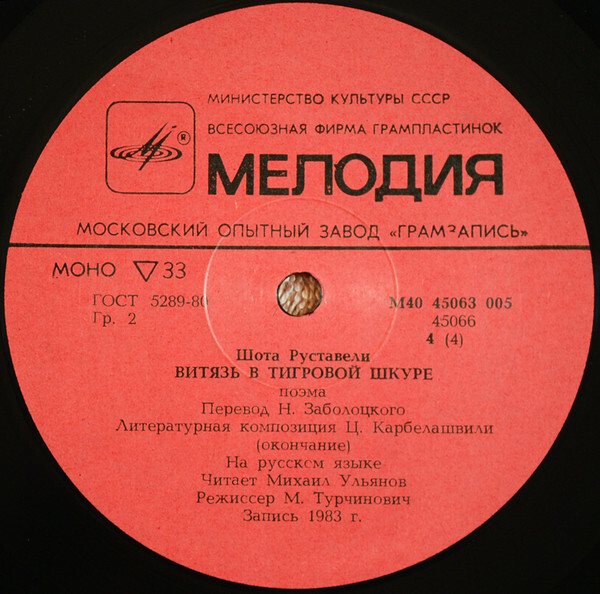 МИНИСТЕРСТВО КУЛЬТУРЫ СССР
ВСЕСОЮЗНАЯ ФИРМА ГРАМПЛАСТИНОК
®
МЕЛОДИЯ
МОСКОВСКИЙ ОПЫТНЫЙ ЗАВОД «ГРАМЗАПИСЬ»
МОНО ▽ 33
ГОСТ 5289-80 М40 45063 005
Гр. 2 45066
4 (4)
Шота Руставели
ВИТЯЗЬ В ТИГРОВОЙ ШКУРЕ
поэма
Перевод Н. Заболоцкого
Литературная композиция Ц. Карбелашвили
(окончание)
На русском языке
Читает Михаил Ульянов
Режиссер М. Турчинович
Запись 1983 г.